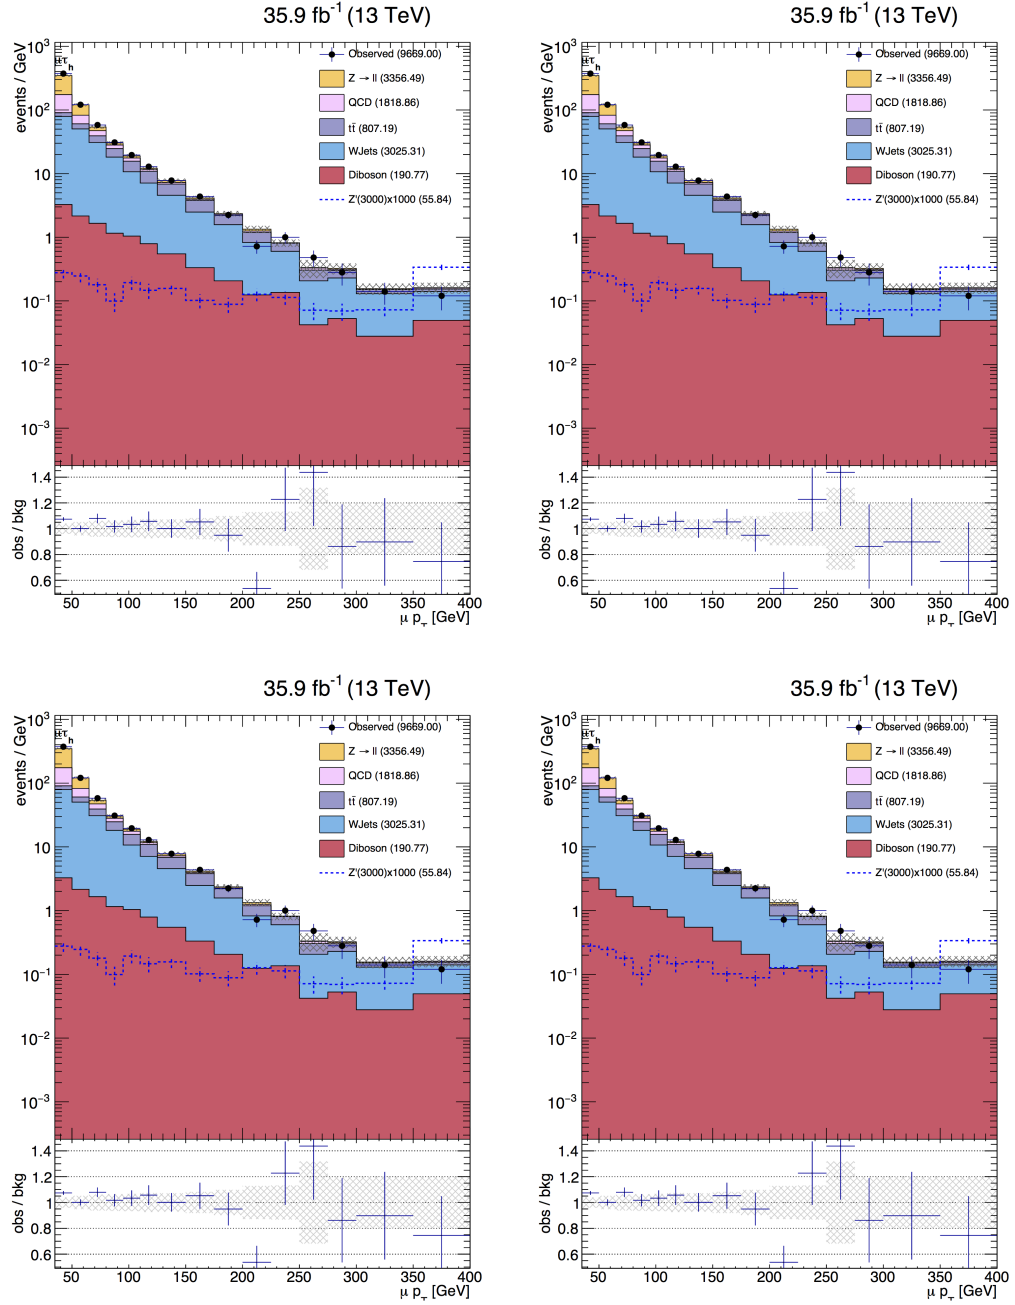 35.9 fb⁻¹ (13 TeV)
events / GeV
10³
10²
10
1
10⁻¹
10⁻²
10⁻³
μτₕ
Observed (9669.00)
Z → ll (3356.49)
QCD (1818.86)
tt̄ (807.19)
WJets (3025.31)
Diboson (190.77)
Z'(3000)x1000 (55.84)
obs / bkg
1.4
1.2
1
0.8
0.6
50 100 150 200 250 300 350 400
μ p_T [GeV]
35.9 fb⁻¹ (13 TeV)
events / GeV
10³
10²
10
1
10⁻¹
10⁻²
10⁻³
μτₕ
Observed (9669.00)
Z → ll (3356.49)
QCD (1818.86)
tt̄ (807.19)
WJets (3025.31)
Diboson (190.77)
Z'(3000)x1000 (55.84)
obs / bkg
1.4
1.2
1
0.8
0.6
50 100 150 200 250 300 350 400
μ p_T [GeV]
35.9 fb⁻¹ (13 TeV)
events / GeV
10³
10²
10
1
10⁻¹
10⁻²
10⁻³
μτₕ
Observed (9669.00)
Z → ll (3356.49)
QCD (1818.86)
tt̄ (807.19)
WJets (3025.31)
Diboson (190.77)
Z'(3000)x1000 (55.84)
obs / bkg
1.4
1.2
1
0.8
0.6
50 100 150 200 250 300 350 400
μ p_T [GeV]
35.9 fb⁻¹ (13 TeV)
events / GeV
10³
10²
10
1
10⁻¹
10⁻²
10⁻³
μτₕ
Observed (9669.00)
Z → ll (3356.49)
QCD (1818.86)
tt̄ (807.19)
WJets (3025.31)
Diboson (190.77)
Z'(3000)x1000 (55.84)
obs / bkg
1.4
1.2
1
0.8
0.6
50 100 150 200 250 300 350 400
μ p_T [GeV]